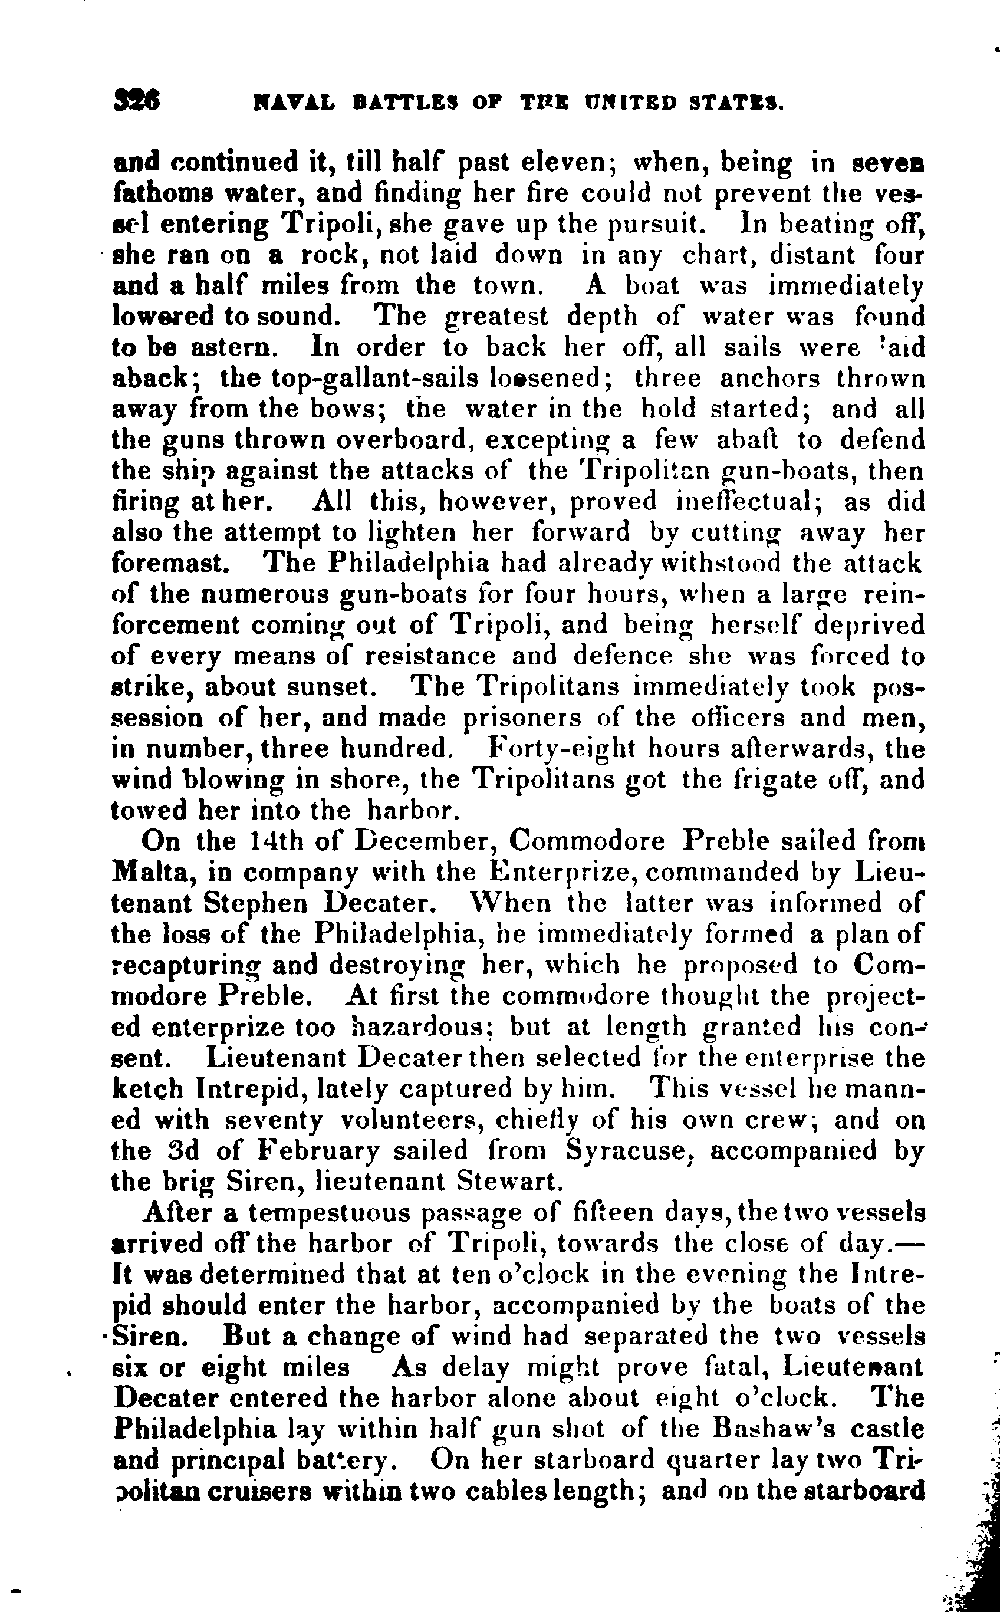 326 NAVAL BATTLES OF THE UNITED STATES.
and continued it, till half past eleven; when, being in seven
fathoms water, and finding her fire could not prevent the ves-
sel entering Tripoli, she gave up the pursuit. In beating off,
she ran on a rock, not laid down in any chart, distant four
and a half miles from the town. A boat was immediately
lowered to sound. The greatest depth of water was found
to be astern. In order to back her off, all sails were laid
aback; the top-gallant-sails loosened; three anchors thrown
away from the bows; the water in the hold started; and all
the guns thrown overboard, excepting a few abaft to defend
the ship against the attacks of the Tripolitan gun-boats, then
firing at her. All this, however, proved ineffectual; as did
also the attempt to lighten her forward by cutting away her
foremast. The Philadelphia had already withstood the attack
of the numerous gun-boats for four hours, when a large rein-
forcement coming out of Tripoli, and being herself deprived
of every means of resistance and defence she was forced to
strike, about sunset. The Tripolitans immediately took pos-
session of her, and made prisoners of the officers and men,
in number, three hundred. Forty-eight hours afterwards, the
wind blowing in shore, the Tripolitans got the frigate off, and
towed her into the harbor.
On the 14th of December, Commodore Preble sailed from
Malta, in company with the Enterprize, commanded by Lieu-
tenant Stephen Decater. When the latter was informed of
the loss of the Philadelphia, he immediately formed a plan of
recapturing and destroying her, which he proposed to Com-
modore Preble. At first the commodore thought the project-
ed enterprize too hazardous; but at length granted his con-
sent. Lieutenant Decater then selected for the enterprise the
ketch Intrepid, lately captured by him. This vessel he mann-
ed with seventy volunteers, chiefly of his own crew; and on
the 3d of February sailed from Syracuse, accompanied by
the brig Siren, lieutenant Stewart.
After a tempestuous passage of fifteen days, the two vessels
arrived off the harbor of Tripoli, towards the close of day.—
It was determined that at ten o'clock in the evening the Intre-
pid should enter the harbor, accompanied by the boats of the
Siren. But a change of wind had separated the two vessels
six or eight miles As delay might prove fatal, Lieutenant
Decater entered the harbor alone about eight o'clock. The
Philadelphia lay within half gun shot of the Bashaw's castle
and principal battery. On her starboard quarter lay two Tri-
politan cruisers within two cables length; and on the starboard